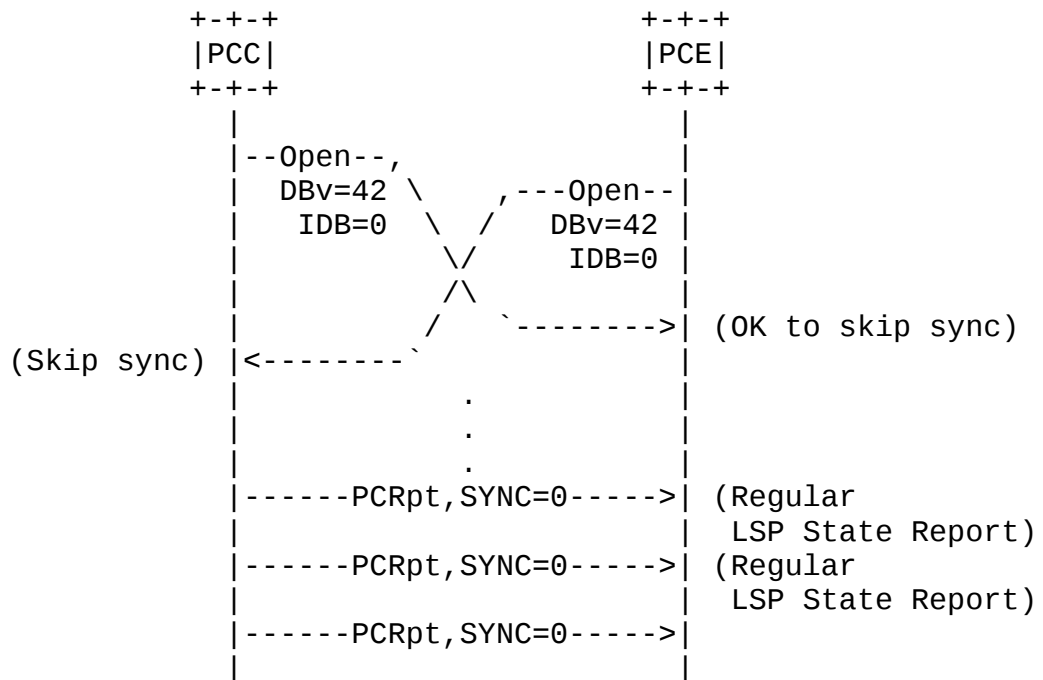 +-+-+                    +-+-+
|PCC|                    |PCE|
+-+-+                    +-+-+
  |                        |
  |--Open--,               |
  |  DBv=42 \    ,---Open--|
  |   IDB=0  \  /   DBv=42 |
  |           \/     IDB=0 |
  |           /\           |
  |          /  `--------->| (OK to skip sync)
(Skip sync) |<--------`              |
  |            .           |
  |            .           |
  |            .           |
  |------PCRpt,SYNC=0----->| (Regular
  |                        |  LSP State Report)
  |------PCRpt,SYNC=0----->| (Regular
  |                        |  LSP State Report)
  |------PCRpt,SYNC=0----->|
  |                        |